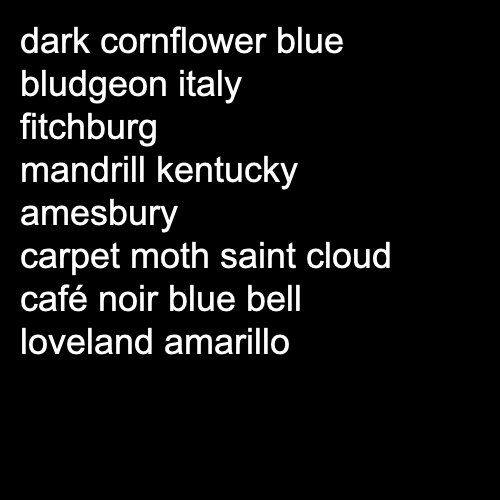 dark cornflower blue
bludgeon italy
fitchburg
mandrill kentucky
amesbury
carpet moth saint cloud
café noir blue bell
loveland amarillo